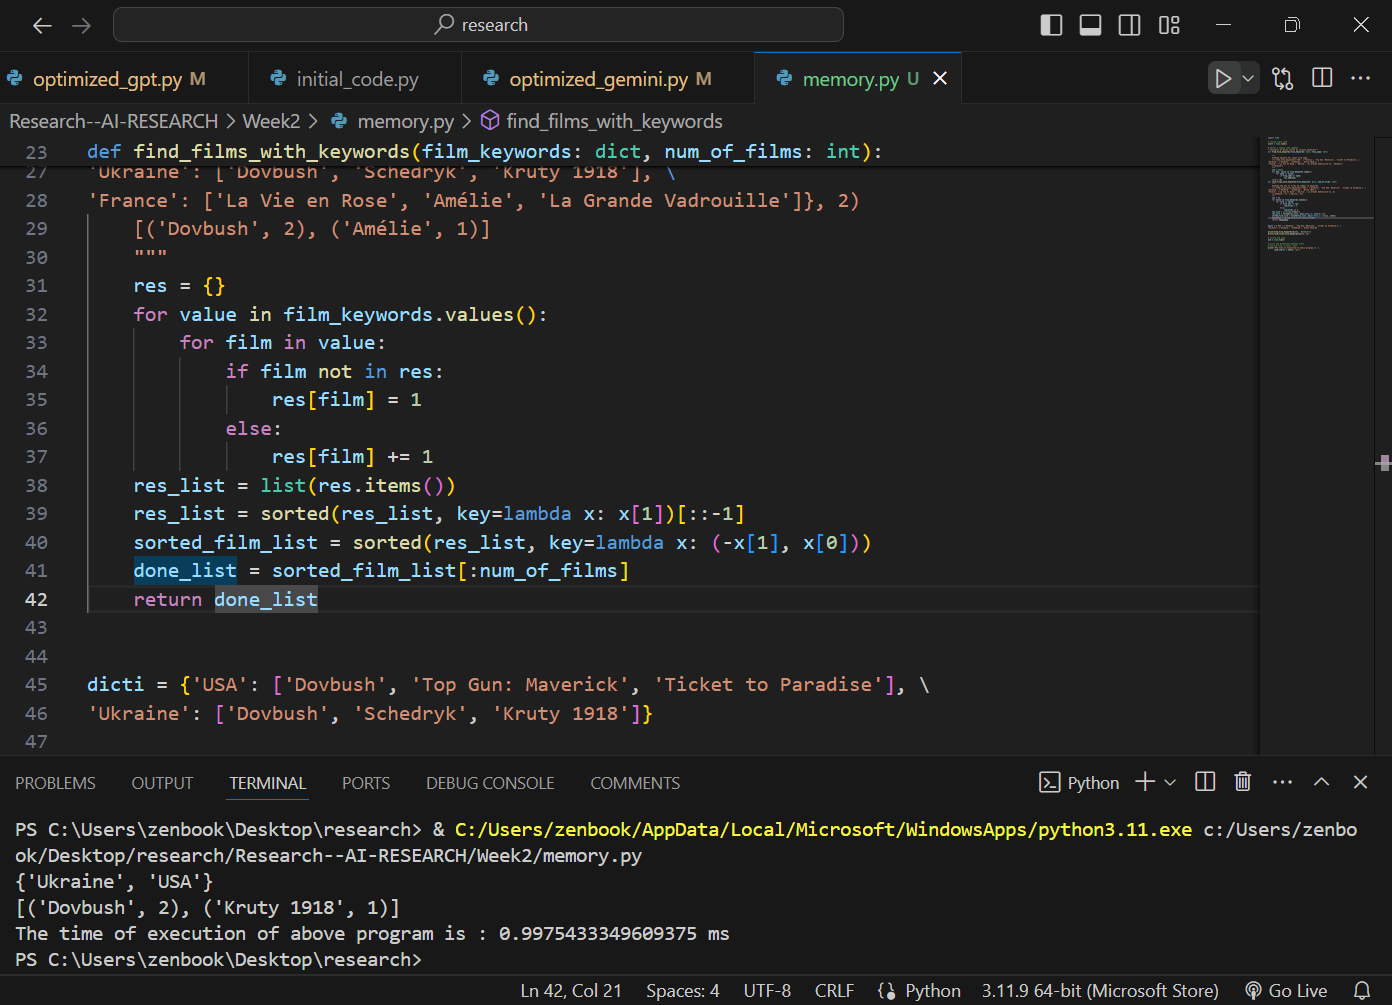 research
optimized_gpt.py M
initial_code.py
optimized_gemini.py M
memory.py U
Research--AI-RESEARCH > Week2 > memory.py > find_films_with_keywords
23 def find_films_with_keywords(film_keywords: dict, num_of_films: int):
27 'Ukraine': ['Dovbush', 'Schedryk', 'Kruty 1918'], \
28 'France': ['La Vie en Rose', 'Amélie', 'La Grande Vadrouille']}, 2)
29 [('Dovbush', 2), ('Amélie', 1)]
30 """
31 res = {}
32 for value in film_keywords.values():
33 for film in value:
34 if film not in res:
35 res[film] = 1
36 else:
37 res[film] += 1
38 res_list = list(res.items())
39 res_list = sorted(res_list, key=lambda x: x[1])[::-1]
40 sorted_film_list = sorted(res_list, key=lambda x: (-x[1], x[0]))
41 done_list = sorted_film_list[:num_of_films]
42 return done_list
43
44
45 dicti = {'USA': ['Dovbush', 'Top Gun: Maverick', 'Ticket to Paradise'], \
46 'Ukraine': ['Dovbush', 'Schedryk', 'Kruty 1918']}
47
PROBLEMS OUTPUT TERMINAL PORTS DEBUG CONSOLE COMMENTS
Python
PS C:\Users\zenbook\Desktop\research> & C:/Users/zenbook/AppData/Local/Microsoft/WindowsApps/python3.11.exe c:/Users/zenbo
ok/Desktop/research/Research--AI-RESEARCH/Week2/memory.py
{'Ukraine', 'USA'}
[('Dovbush', 2), ('Kruty 1918', 1)]
The time of execution of above program is : 0.9975433349609375 ms
PS C:\Users\zenbook\Desktop\research>
Ln 42, Col 21 Spaces: 4 UTF-8 CRLF Python 3.11.9 64-bit (Microsoft Store) Go Live